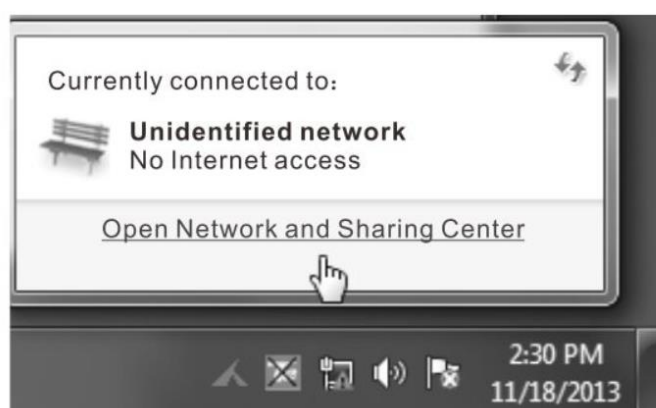 Currently connected to:
Unidentified network
No Internet access
Open Network and Sharing Center
2:30 PM
11/18/2013